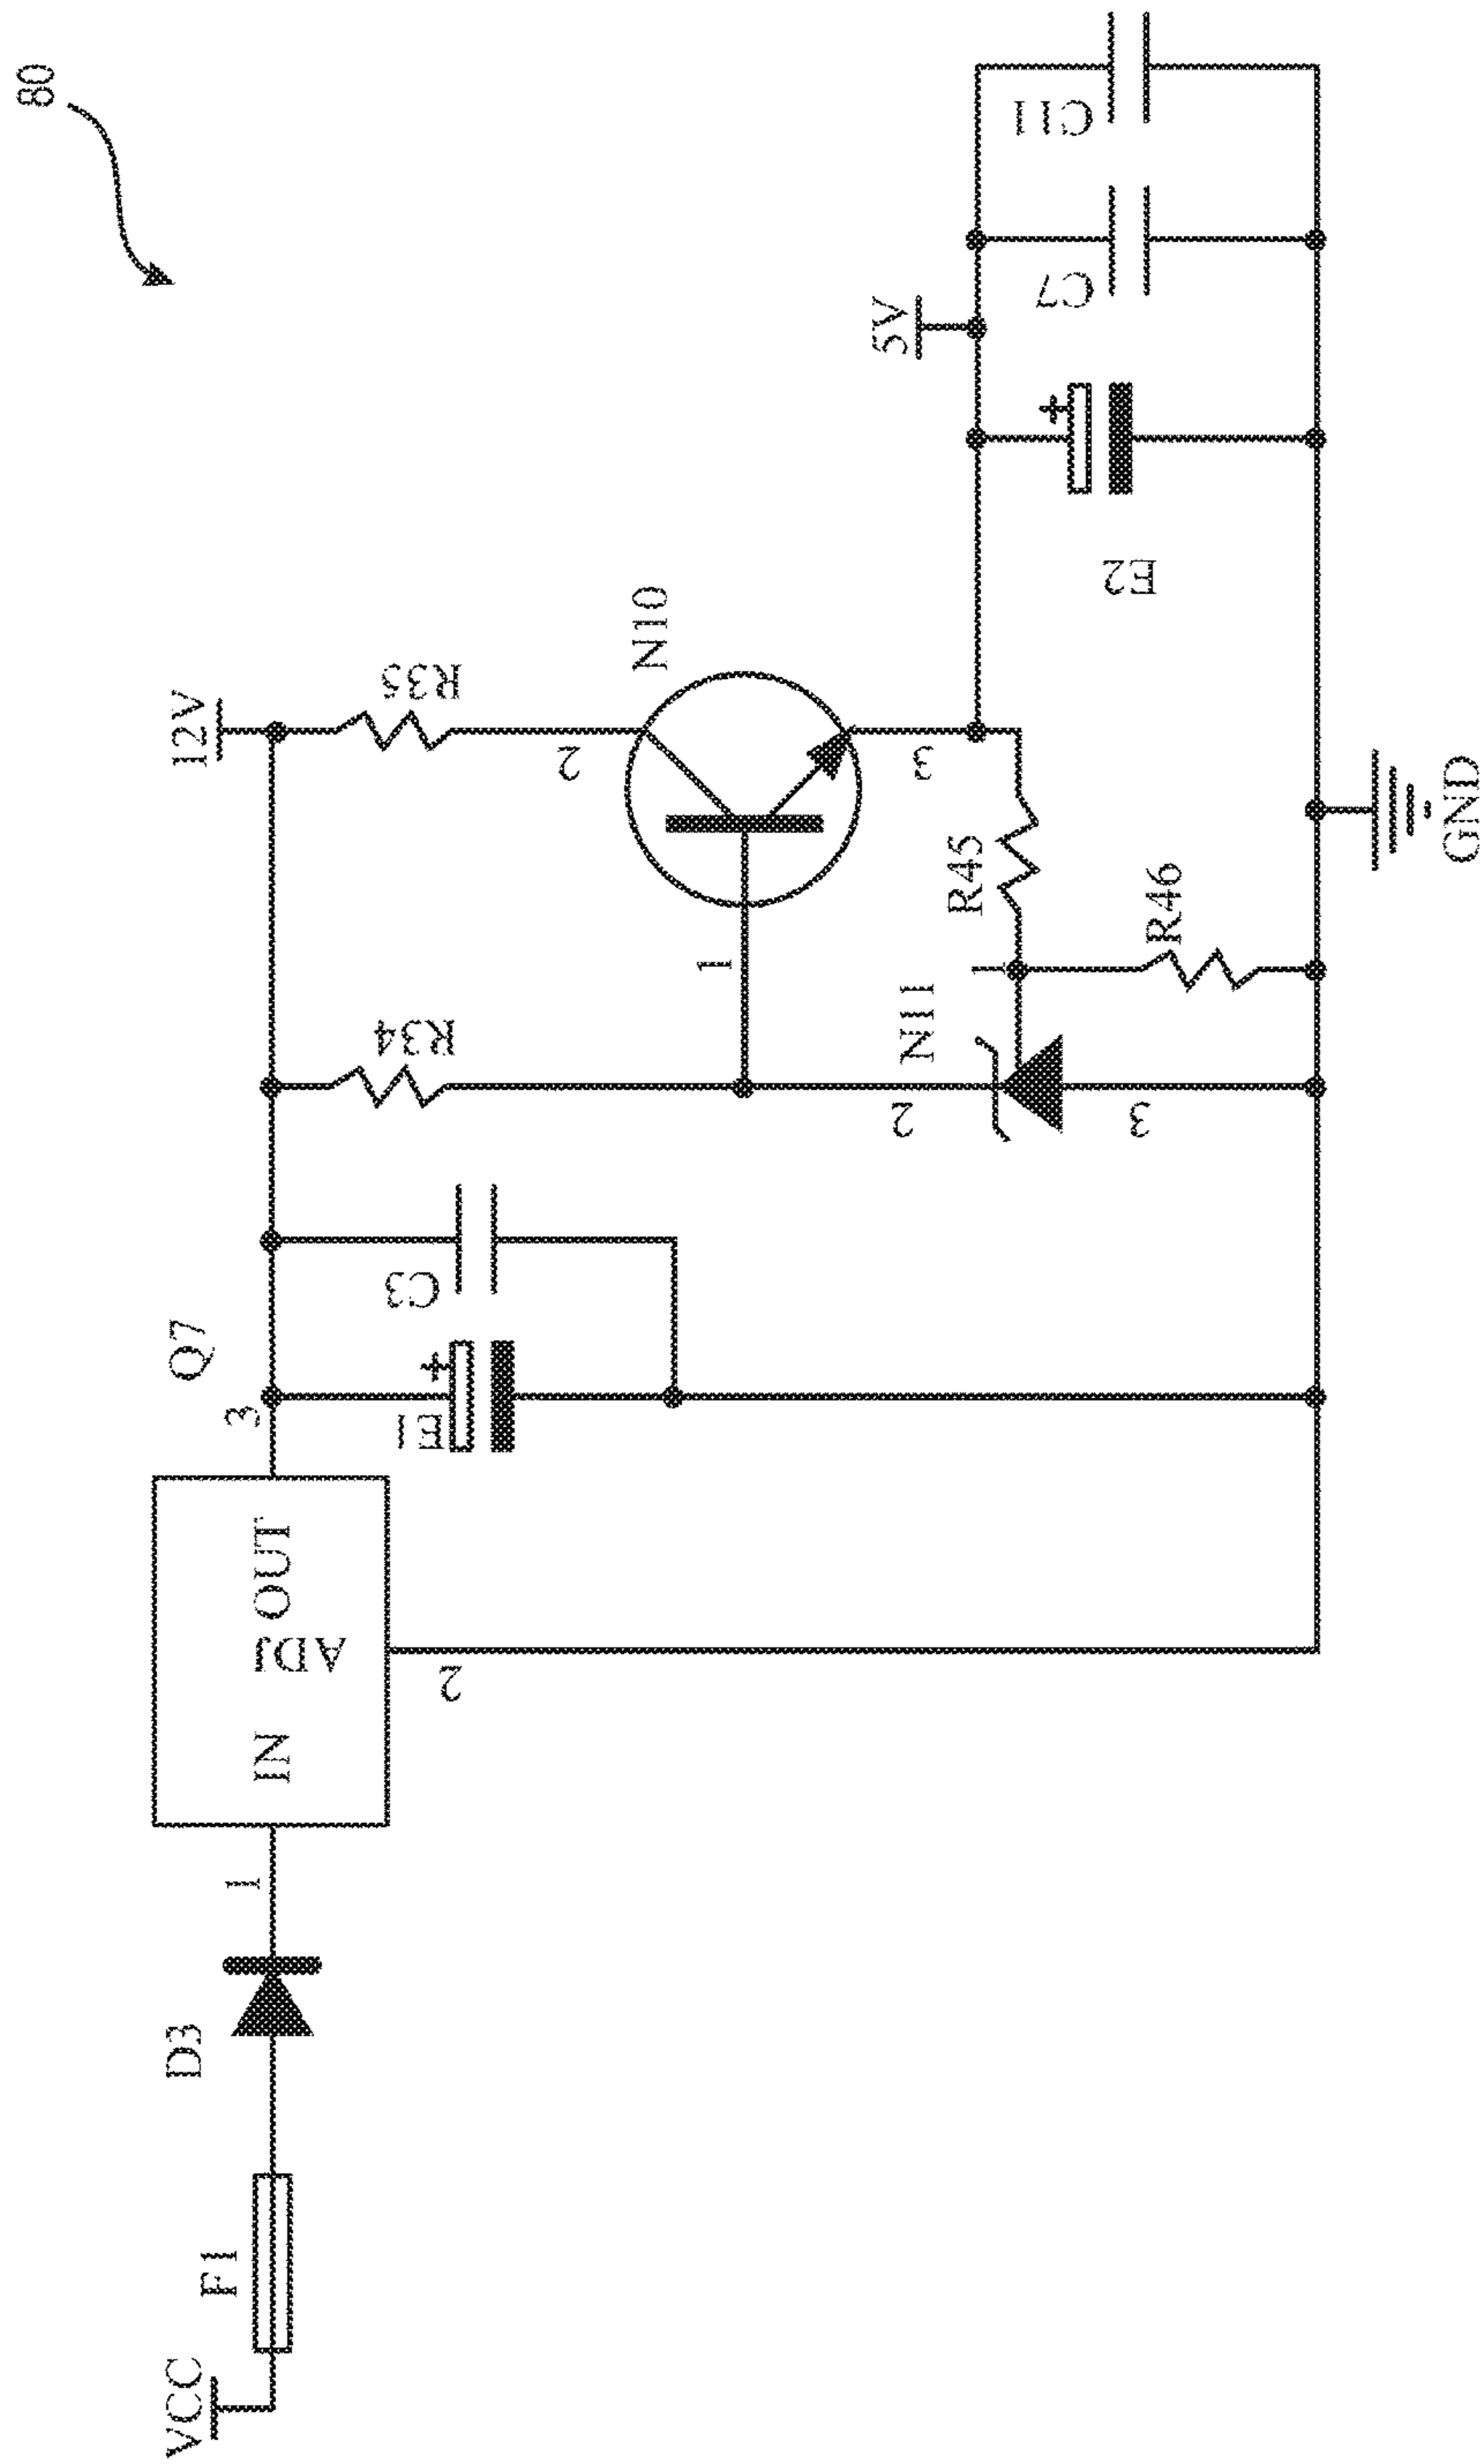 80
VCC
F1
D3
1
IN
ADJ
OUT
2
3
Q7
E1
C3
R34
12V
R35
2
N10
1
3
N11
2
3
1
R45
R46
GND
5V
E2
C7
C11